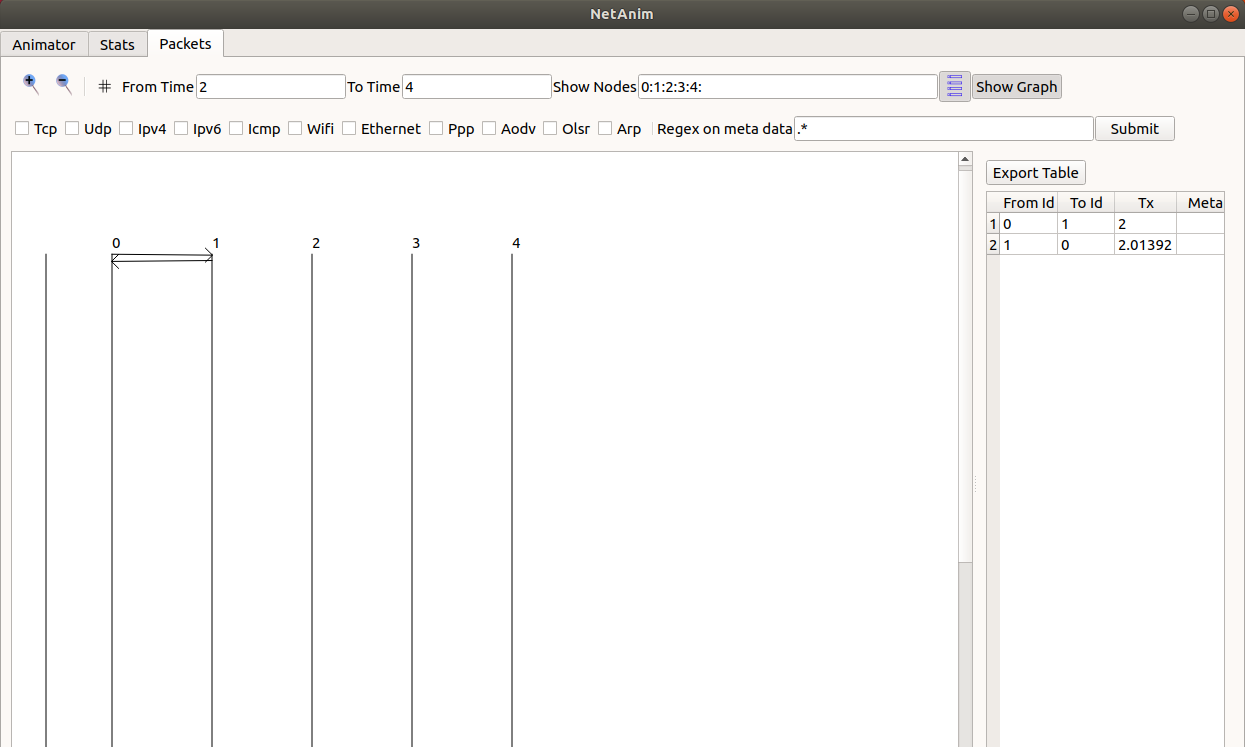 NetAnim
Animator Stats Packets
# From Time 2 To Time 4 Show Nodes 0:1:2:3:4: Show Graph
Tcp Udp Ipv4 Ipv6 Icmp Wifi Ethernet Ppp Aodv Olsr Arp Regex on meta data .* Submit
Export Table
From Id To Id Tx Meta
1 0 1 2
2 1 0 2.01392
0 1 2 3 4